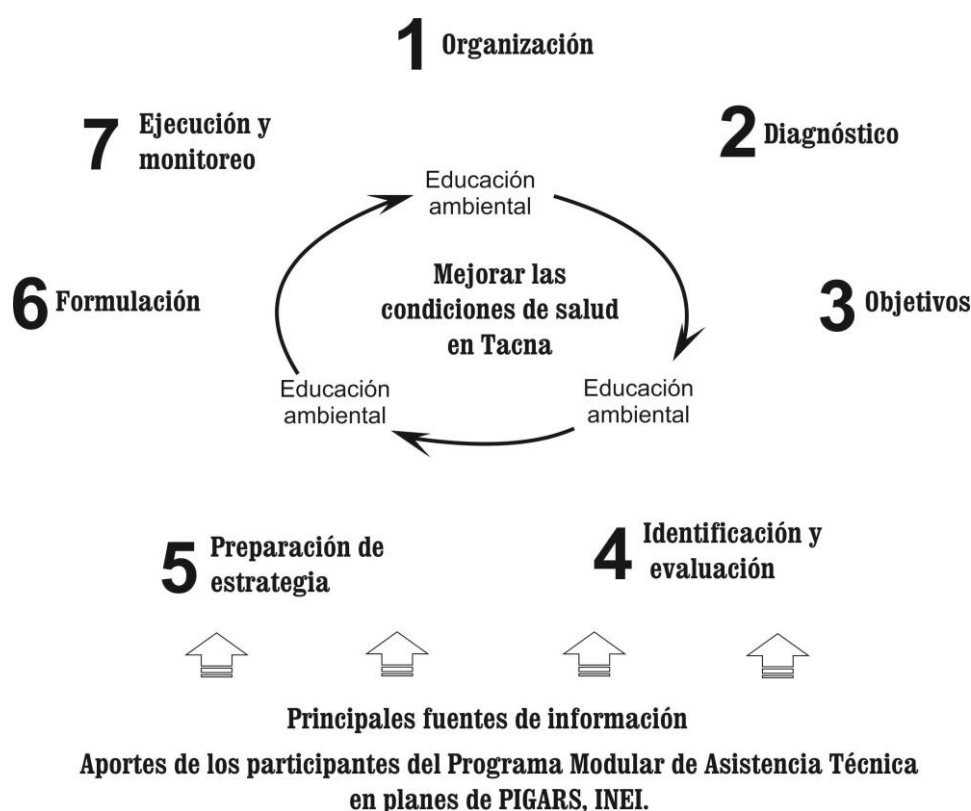 1 Organización
2 Diagnóstico
3 Objetivos
4 Identificación y
evaluación
5 Preparación de
estrategia
6 Formulación
7 Ejecución y
monitoreo
Educación
ambiental
Educación
ambiental
Educación
ambiental
Mejorar las
condiciones de salud
en Tacna
Principales fuentes de información
Aportes de los participantes del Programa Modular de Asistencia Técnica
en planes de PIGARS, INEI.